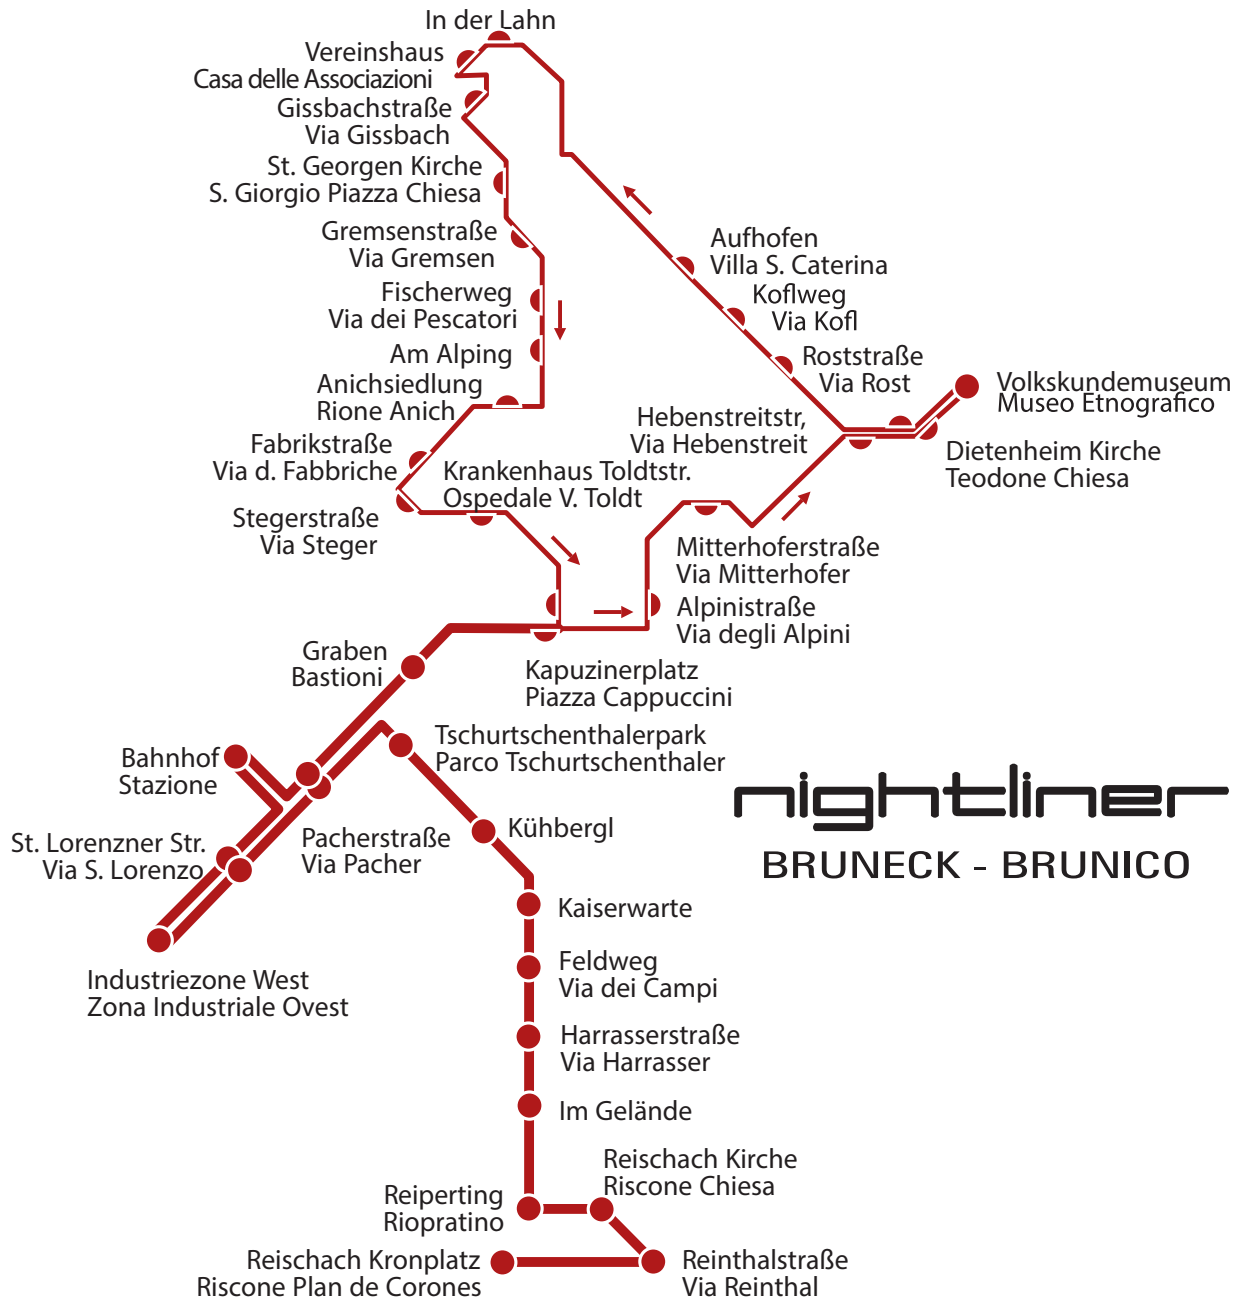 In der Lahn
Vereinshaus
Casa delle Associazioni
Gissbachstraße
Via Gissbach
St. Georgen Kirche
S. Giorgio Piazza Chiesa
Gremsenstraße
Via Gremsen
Fischerweg
Via dei Pescatori
Am Alping
Anichsiedlung
Rione Anich
Fabrikstraße
Via d. Fabbriche
Stegerstraße
Via Steger
Krankenhaus Toldtstr.
Ospedale V. Toldt
Aufhofen
Villa S. Caterina
Koflweg
Via Kofl
Roststraße
Via Rost
Hebenstreitstr,
Via Hebenstreit
Volkskundemuseum
Museo Etnografico
Dietenheim Kirche
Teodone Chiesa
Mitterhoferstraße
Via Mitterhofer
Alpinistraße
Via degli Alpini
Kapuzinerplatz
Piazza Cappuccini
Graben
Bastioni
Bahnhof
Stazione
Tschurtschenthalerpark
Parco Tschurtschenthaler
St. Lorenzner Str.
Via S. Lorenzo
Pacherstraße
Via Pacher
Kühbergl
nightliner
BRUNECK - BRUNICO
Kaiserwarte
Industriezone West
Zona Industriale Ovest
Feldweg
Via dei Campi
Harrasserstraße
Via Harrasser
Im Gelände
Reischach Kirche
Riscone Chiesa
Reiperting
Riopratino
Reischach Kronplatz
Riscone Plan de Corones
Reinthalstraße
Via Reinthal